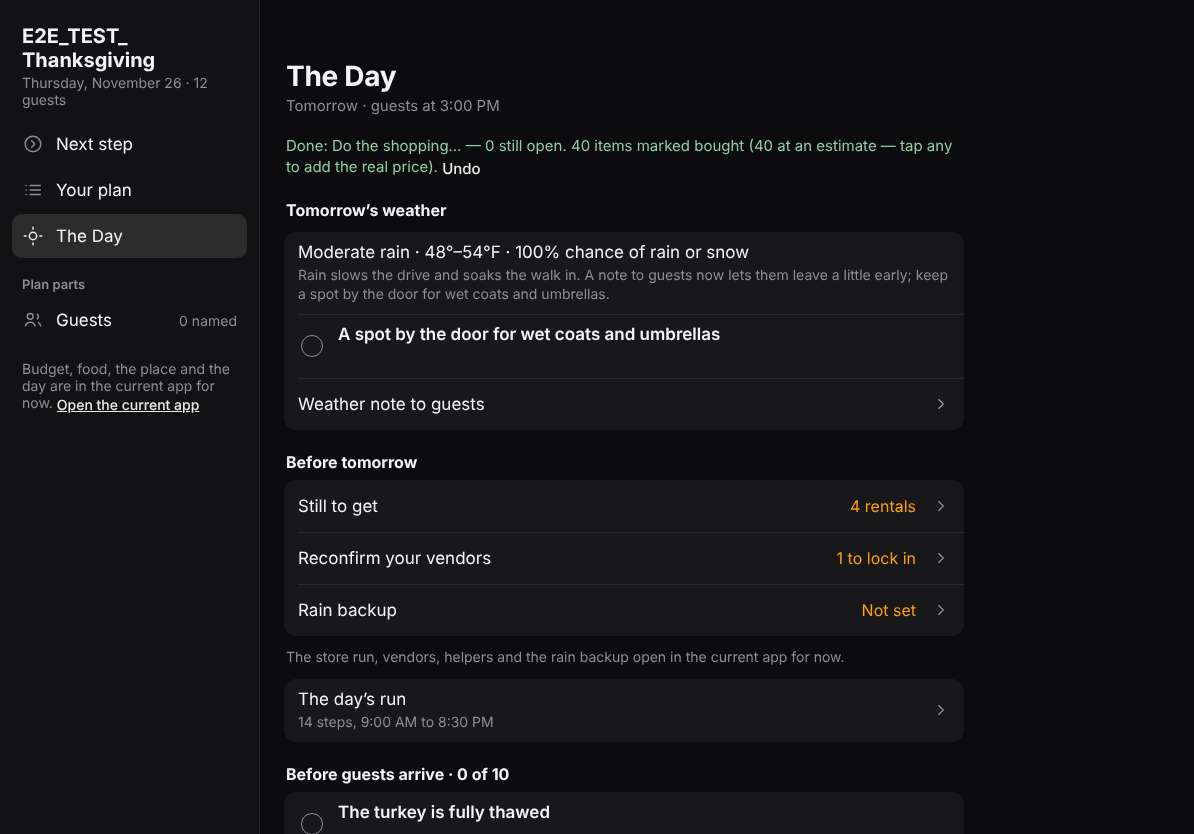 E2E_TEST_
Thanksgiving
Thursday, November 26 · 12
guests
Next step
Your plan
The Day
Plan parts
Guests
0 named
Budget, food, the place and the
day are in the current app for
now. Open the current app
The Day
Tomorrow · guests at 3:00 PM
Done: Do the shopping... — 0 still open. 40 items marked bought (40 at an estimate — tap any
to add the real price). Undo
Tomorrow’s weather
Moderate rain · 48°–54°F · 100% chance of rain or snow
Rain slows the drive and soaks the walk in. A note to guests now lets them leave a little early; keep
a spot by the door for wet coats and umbrellas.
A spot by the door for wet coats and umbrellas
Weather note to guests
Before tomorrow
Still to get
4 rentals
Reconfirm your vendors
1 to lock in
Rain backup
Not set
The store run, vendors, helpers and the rain backup open in the current app for now.
The day’s run
14 steps, 9:00 AM to 8:30 PM
Before guests arrive · 0 of 10
The turkey is fully thawed